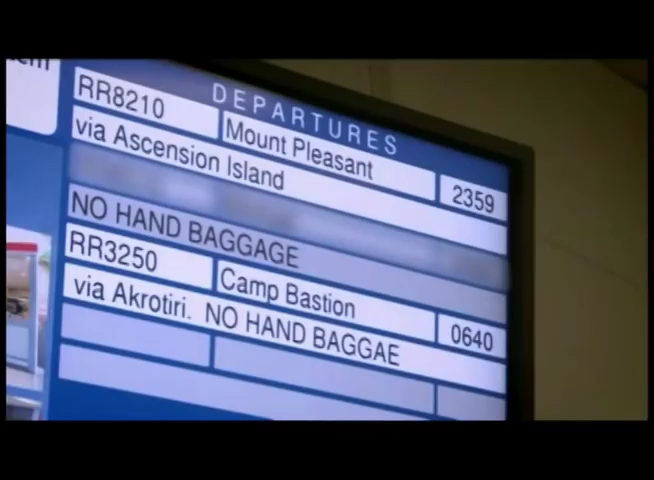 DEPARTURES
RR8210 Mount Pleasant 2359
via Ascension Island
NO HAND BAGGAGE
RR3250 Camp Bastion 0640
via Akrotiri. NO HAND BAGGAE